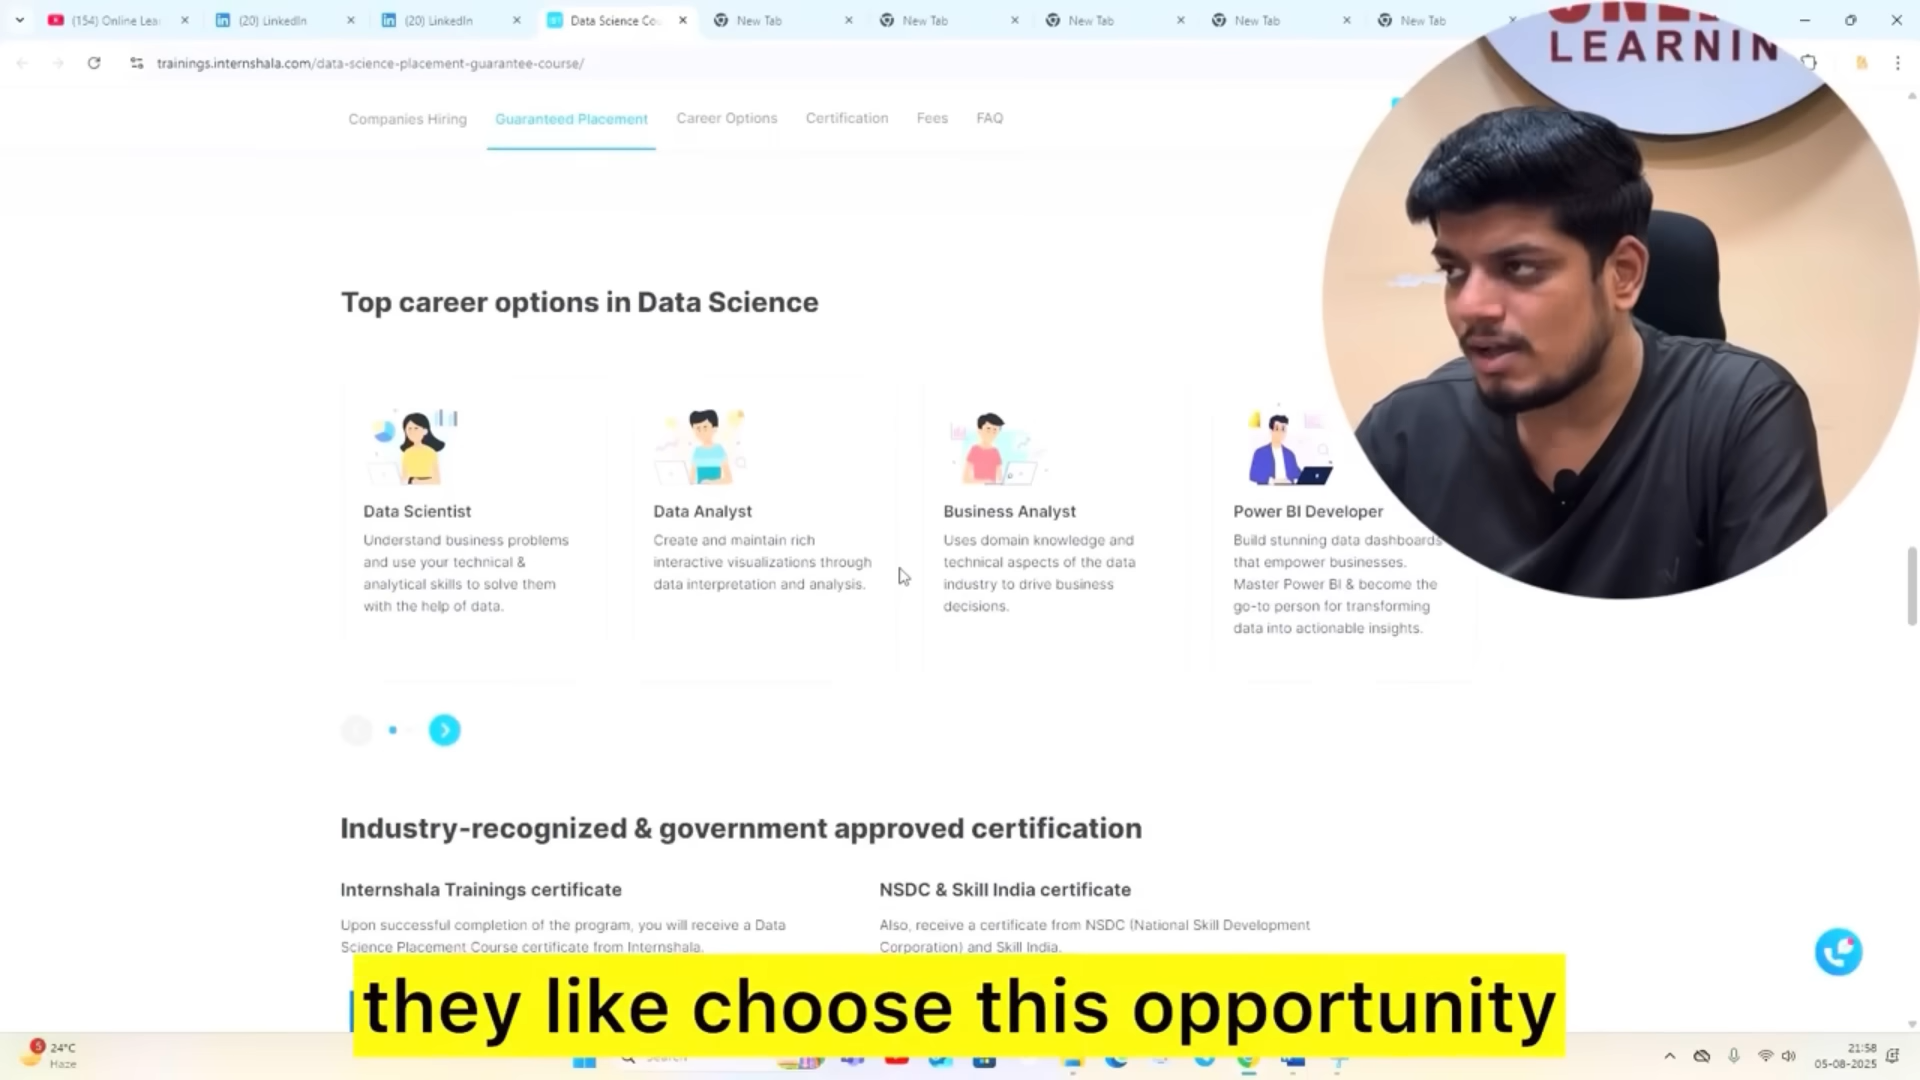 (154) Online Lea
(20) LinkedIn
(20) LinkedIn
Data Science Co
New Tab
New Tab
New Tab
New Tab
New Tab
trainings.internshala.com/data-science-placement-guarantee-course/
LEARNIN
Companies Hiring
Guaranteed Placement
Career Options
Certification
Fees
FAQ
Top career options in Data Science
Data Scientist
Understand business problems
and use your technical &
analytical skills to solve them
with the help of data.
Data Analyst
Create and maintain rich
interactive visualizations through
data interpretation and analysis.
Business Analyst
Uses domain knowledge and
technical aspects of the data
industry to drive business
decisions.
Power BI Developer
Build stunning data dashboards
that empower businesses.
Master Power BI & become the
go-to person for transforming
data into actionable insights.
Industry-recognized & government approved certification
Internshala Trainings certificate
Upon successful completion of the program, you will receive a Data
Science Placement Course certificate from Internshala.
NSDC & Skill India certificate
Also, receive a certificate from NSDC (National Skill Development
Corporation) and Skill India.
they like choose this opportunity
5
24°C
Haze
Search
21:58
05-08-2025